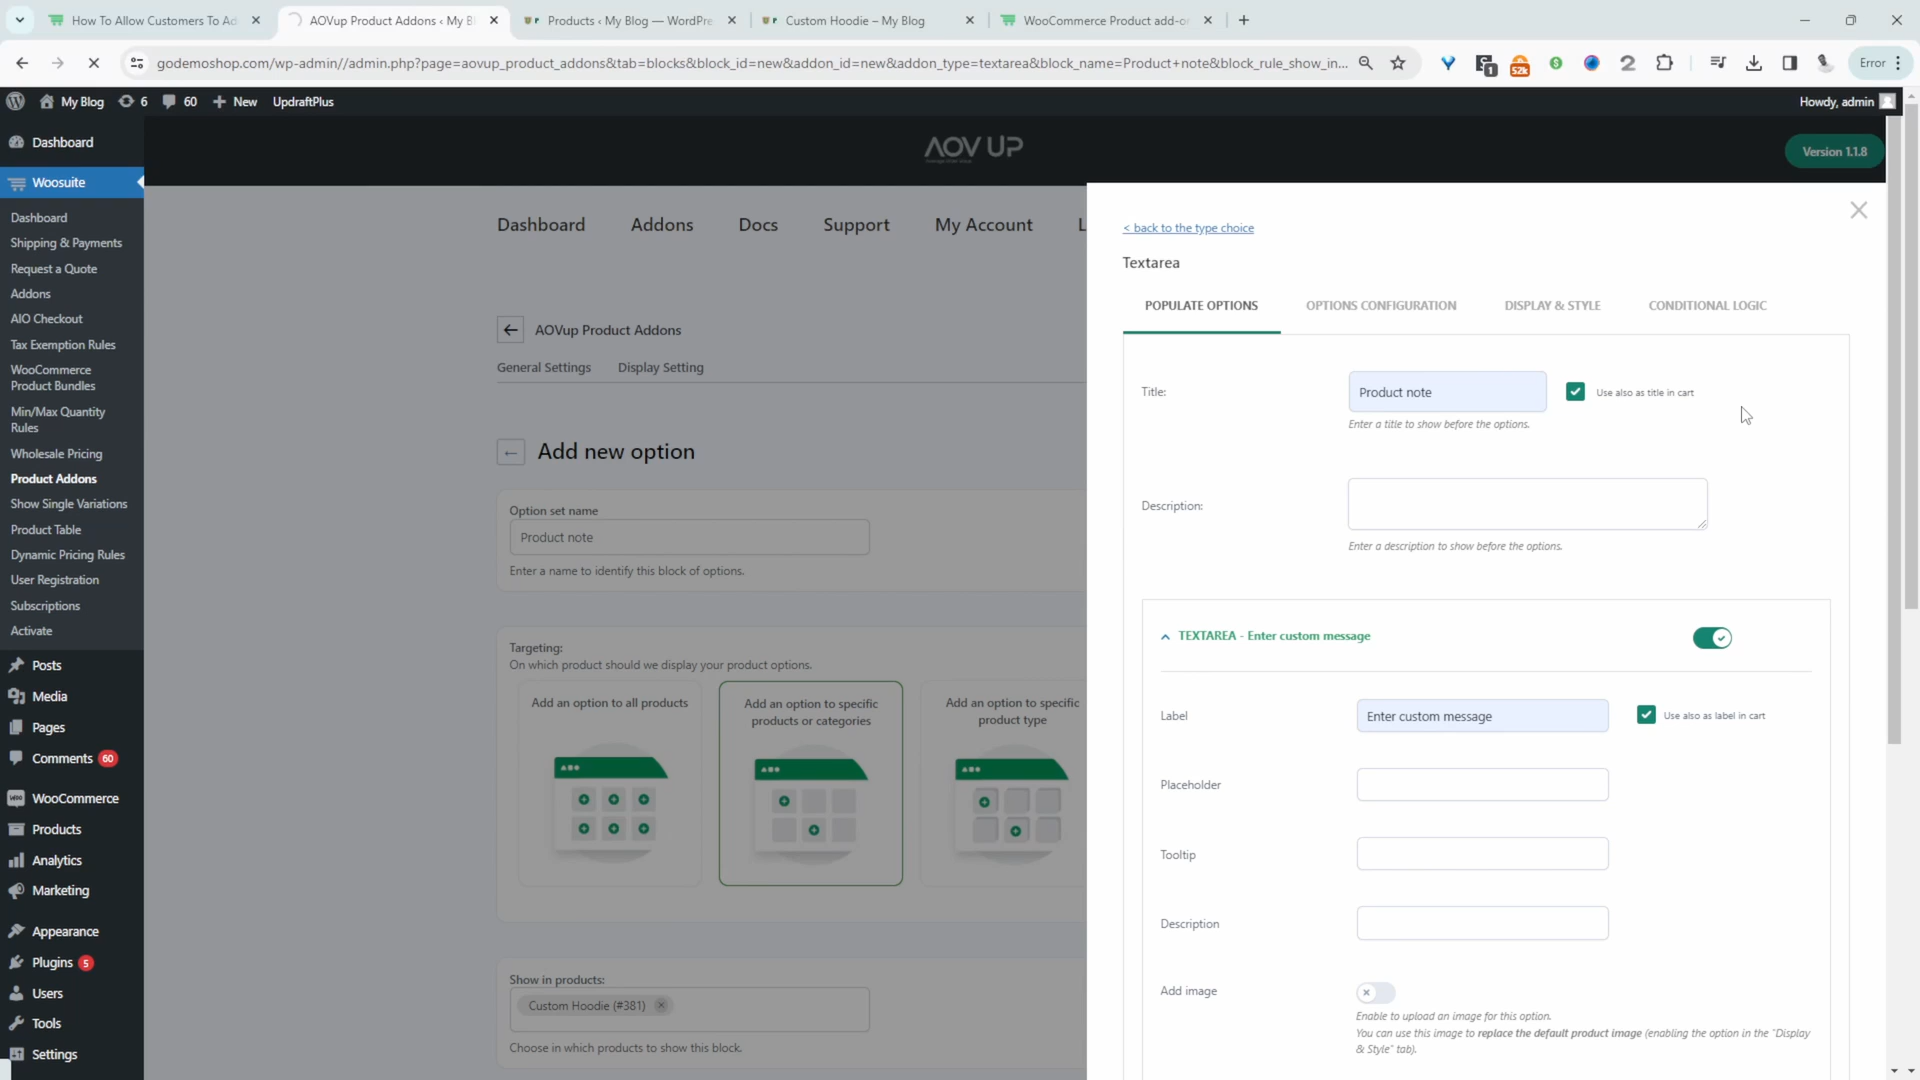 How To Allow Customers To Ad
AOVup Product Addons ‹ My B
Products ‹ My Blog — WordPre
Custom Hoodie – My Blog
WooCommerce Product add-or
godemoshop.com/wp-admin//admin.php?page=aovup_product_addons&tab=blocks&block_id=new&addon_id=new&addon_type=textarea&block_name=Product+note&block_rule_show_in...
Error
My Blog
6
60
New
UpdraftPlus
Howdy, admin
Dashboard
Woosuite
Dashboard
Shipping & Payments
Request a Quote
Addons
AIO Checkout
Tax Exemption Rules
WooCommerce
Product Bundles
Min/Max Quantity
Rules
Wholesale Pricing
Product Addons
Show Single Variations
Product Table
Dynamic Pricing Rules
User Registration
Subscriptions
Activate
Posts
Media
Pages
Comments 60
WooCommerce
Products
Analytics
Marketing
Appearance
Plugins 5
Users
Tools
Settings
AOV UP
Version 1.1.8
Dashboard
Addons
Docs
Support
My Account
L
AOVup Product Addons
General Settings
Display Setting
Add new option
Option set name
Product note
Enter a name to identify this block of options.
Targeting:
On which product should we display your product options.
Add an option to all products
Add an option to specific
products or categories
Add an option to specific
product type
Show in products:
Custom Hoodie (#381)
Choose in which products to show this block.
< back to the type choice
Textarea
POPULATE OPTIONS
OPTIONS CONFIGURATION
DISPLAY & STYLE
CONDITIONAL LOGIC
Title:
Product note
Use also as title in cart
Enter a title to show before the options.
Description:
Enter a description to show before the options.
TEXTAREA - Enter custom message
Label
Enter custom message
Use also as label in cart
Placeholder
Tooltip
Description
Add image
Enable to upload an image for this option.
You can use this image to replace the default product image (enabling the option in the "Display
& Style" tab).